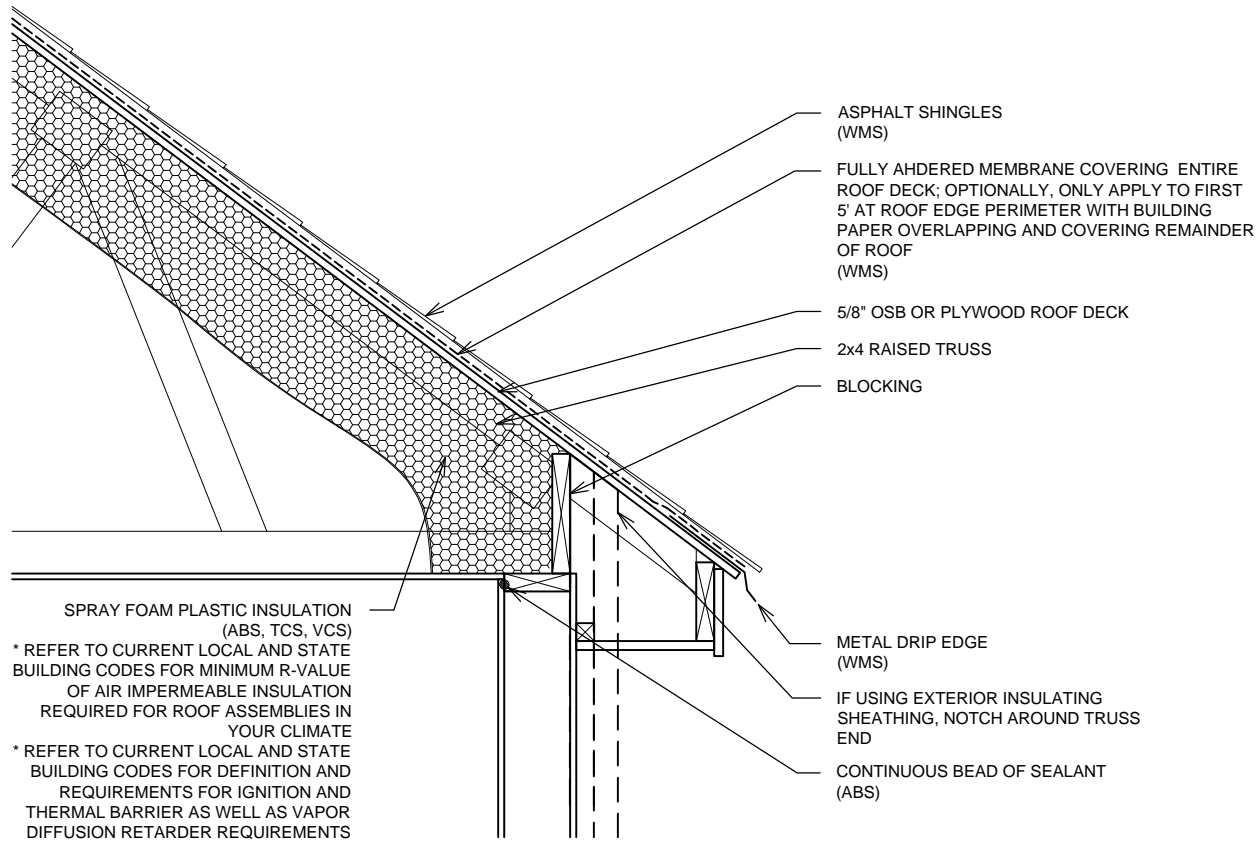 ASPHALT SHINGLES
(WMS)
FULLY AHDERED MEMBRANE COVERING ENTIRE
ROOF DECK; OPTIONALLY, ONLY APPLY TO FIRST
5' AT ROOF EDGE PERIMETER WITH BUILDING
PAPER OVERLAPPING AND COVERING REMAINDER
OF ROOF
(WMS)
5/8" OSB OR PLYWOOD ROOF DECK
2x4 RAISED TRUSS
BLOCKING
SPRAY FOAM PLASTIC INSULATION
(ABS, TCS, VCS)
* REFER TO CURRENT LOCAL AND STATE
BUILDING CODES FOR MINIMUM R-VALUE
OF AIR IMPERMEABLE INSULATION
REQUIRED FOR ROOF ASSEMBLIES IN
YOUR CLIMATE
* REFER TO CURRENT LOCAL AND STATE
BUILDING CODES FOR DEFINITION AND
REQUIREMENTS FOR IGNITION AND
THERMAL BARRIER AS WELL AS VAPOR
DIFFUSION RETARDER REQUIREMENTS
METAL DRIP EDGE
(WMS)
IF USING EXTERIOR INSULATING
SHEATHING, NOTCH AROUND TRUSS
END
CONTINUOUS BEAD OF SEALANT
(ABS)